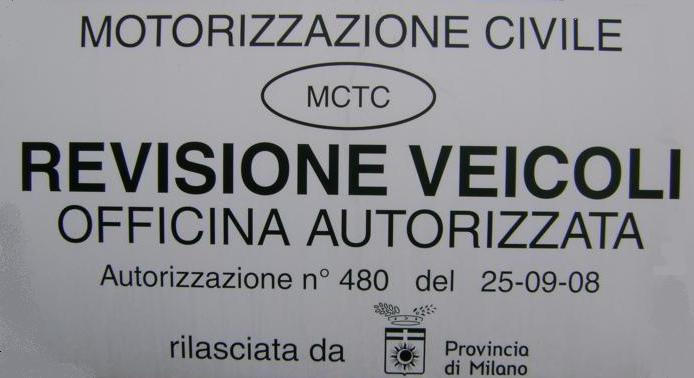 MOTORIZZAZIONE CIVILE
MCTC
REVISIONE VEICOLI
OFFICINA AUTORIZZATA
Autorizzazione n° 480 del 25-09-08
rilasciata da Provincia
di Milano